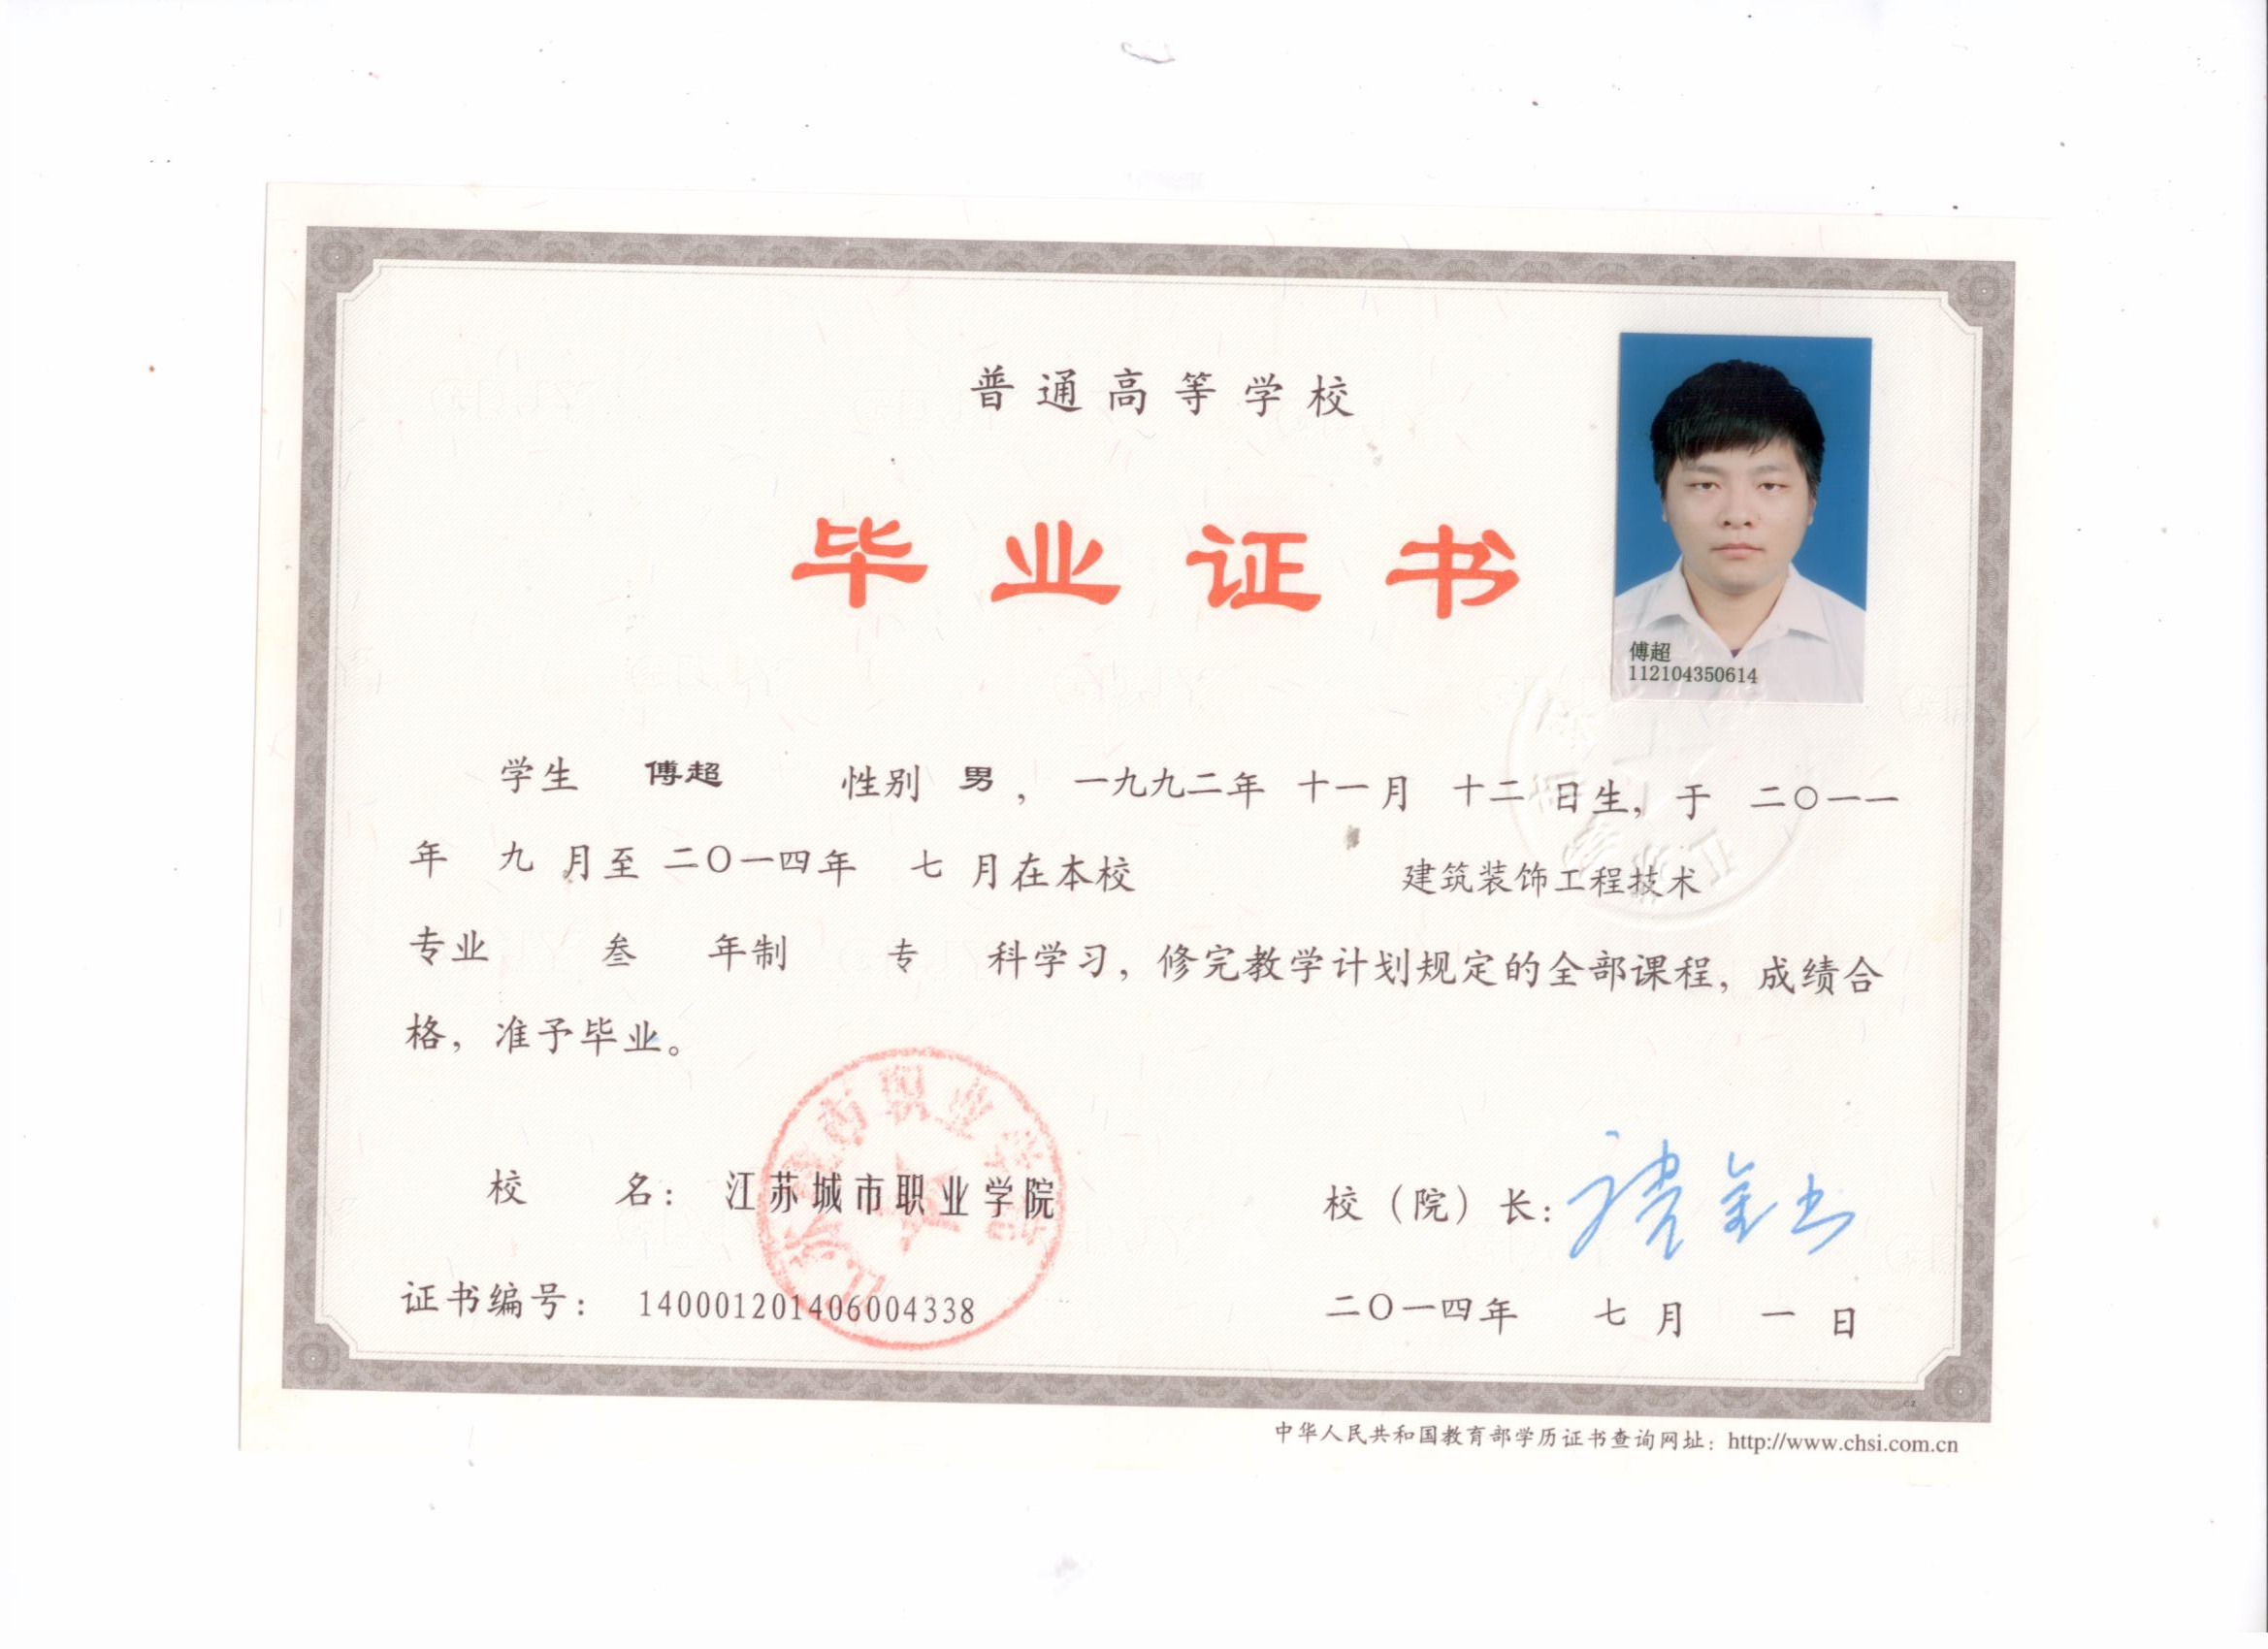 普通高等学校
毕业证书
傅超
112104350614
学生 傅超 性别 男，一九九二年 十一月 十二日生，于 二〇一一
年 九 月至 二〇一四年 七 月在本校 建筑装饰工程技术
专业 叁 年制 专 科学习，修完教学计划规定的全部课程，成绩合
格，准予毕业。
校 名：江苏城市职业学院
校（院）长：
证书编号：140001201406004338
二〇一四年 七 月 一 日
中华人民共和国教育部学历证书查询网址：http://www.chsi.com.cn